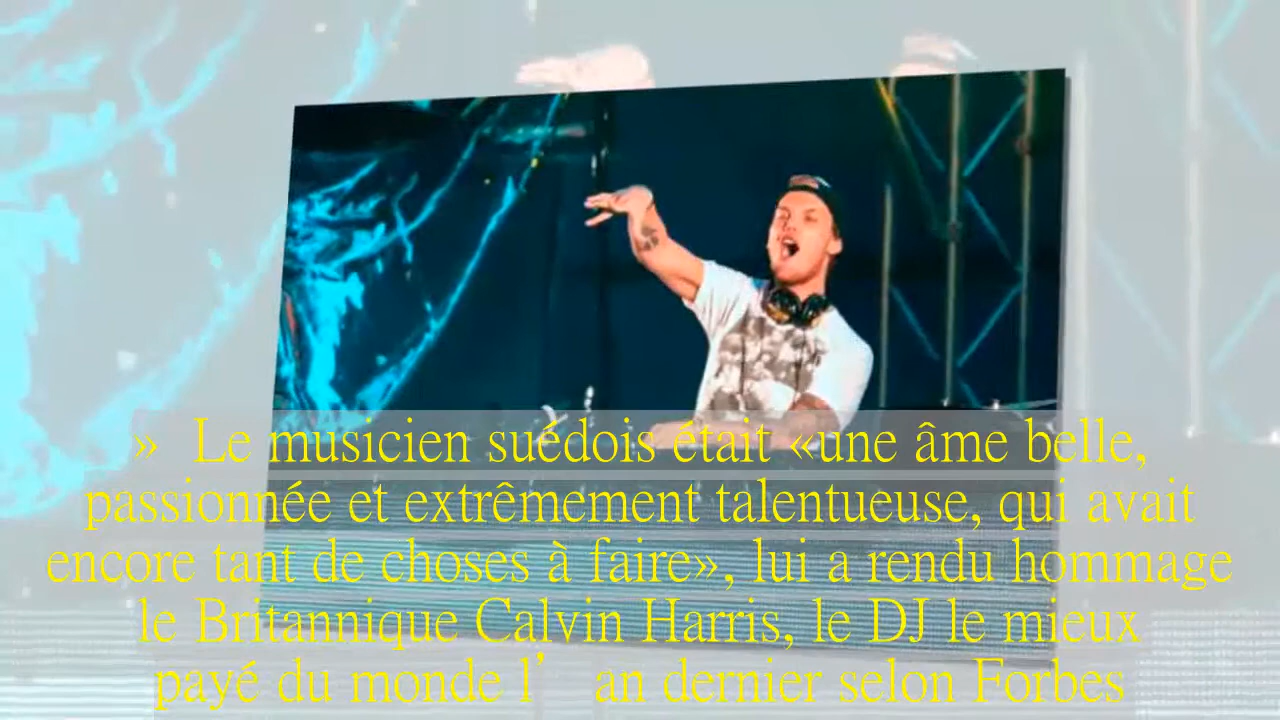 » Le musicien suédois était «une âme belle,
passionnée et extrêmement talentueuse, qui avait
encore tant de choses à faire», lui a rendu hommage
le Britannique Calvin Harris, le DJ le mieux
payé du monde l’ an dernier selon Forbes